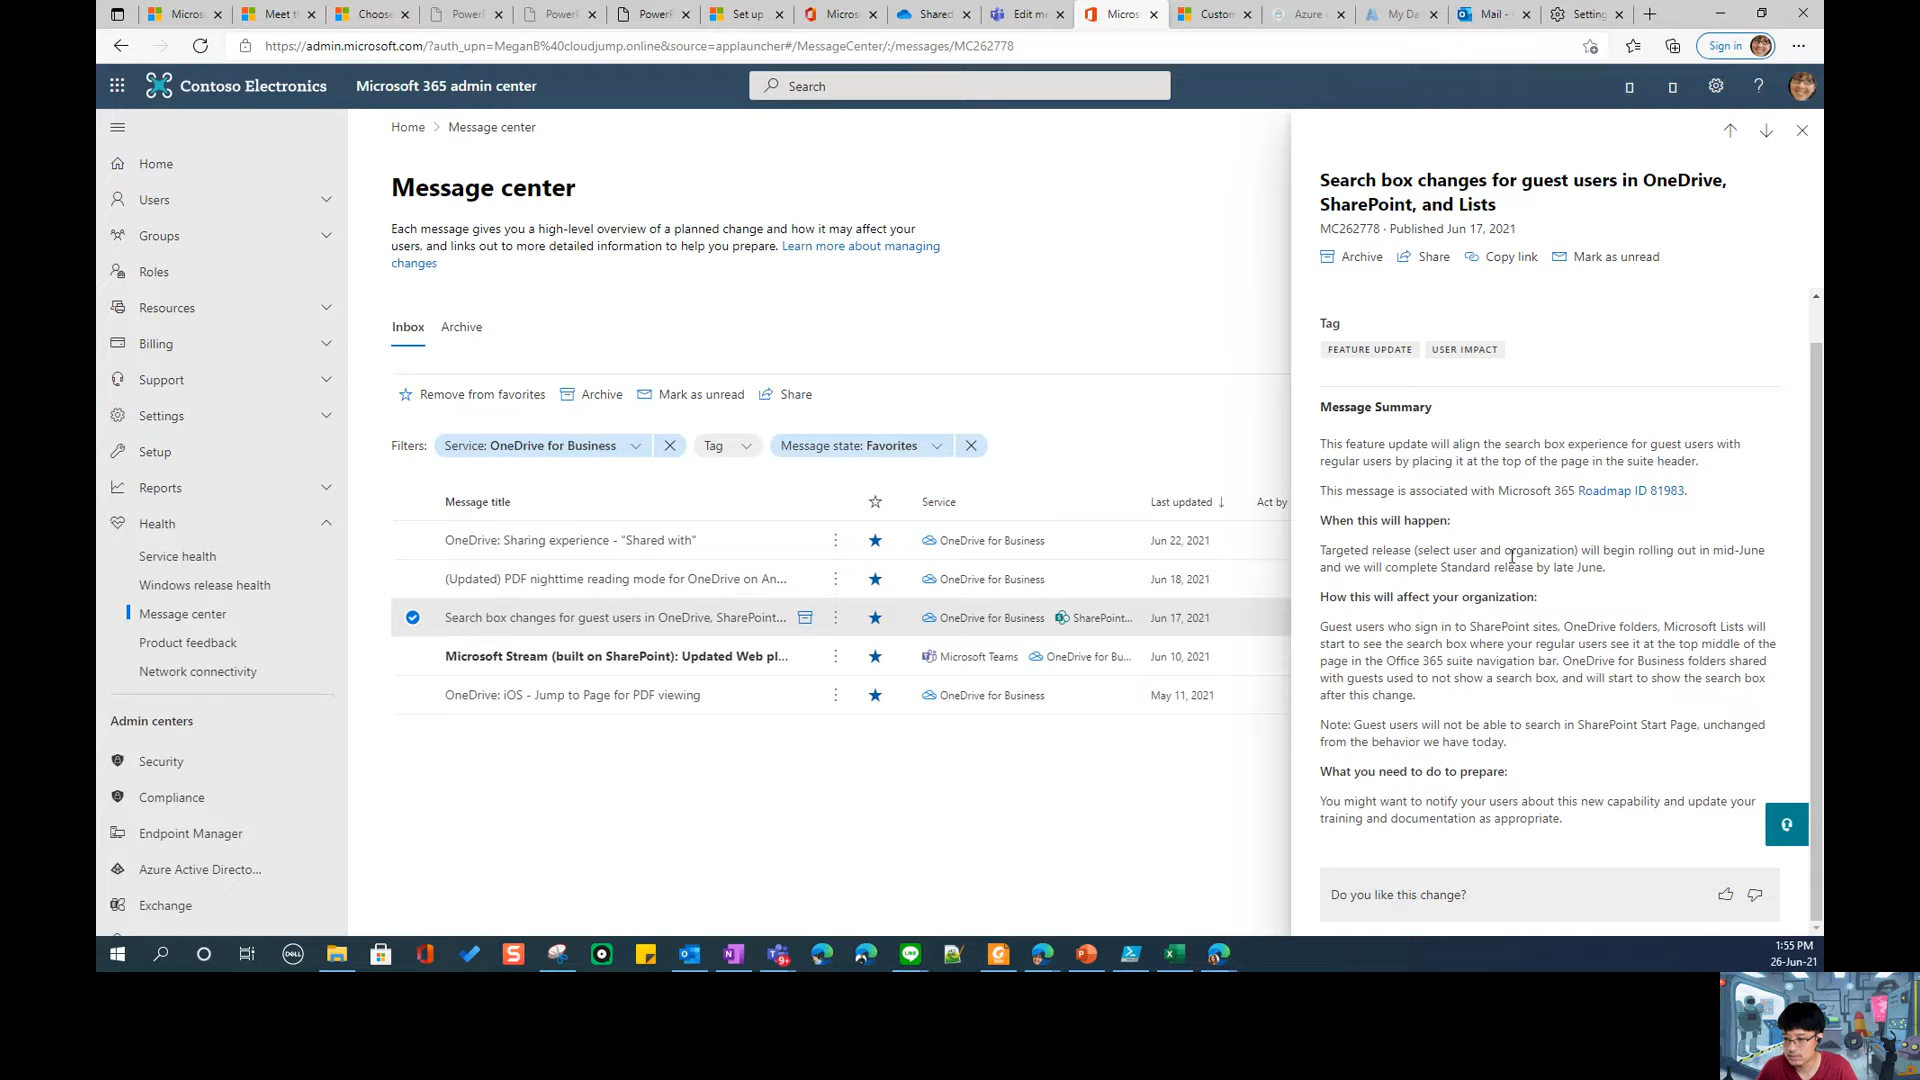 Micros
Meet t
Choose
PowerI
PowerI
PowerI
Set up
Micros
Shared
Edit me
Micros
Custom
Azure
My Da
Mail -
Setting
https://admin.microsoft.com/?auth_upn=MeganB%40cloudjump.online&source=applauncher#/MessageCenter/:/messages/MC262778
Sign in
Contoso Electronics
Microsoft 365 admin center
Search
Home
Users
Groups
Roles
Resources
Billing
Support
Settings
Setup
Reports
Health
Service health
Windows release health
Message center
Product feedback
Network connectivity
Admin centers
Security
Compliance
Endpoint Manager
Azure Active Directo...
Exchange
Home > Message center
Message center
Each message gives you a high-level overview of a planned change and how it may affect your
users, and links out to more detailed information to help you prepare. Learn more about managing
changes
Inbox Archive
Remove from favorites Archive Mark as unread Share
Filters: Service: OneDrive for Business Tag Message state: Favorites
Message title Service Last updated ↓ Act by
OneDrive: Sharing experience - "Shared with" OneDrive for Business Jun 22, 2021
(Updated) PDF nighttime reading mode for OneDrive on An... OneDrive for Business Jun 18, 2021
Search box changes for guest users in OneDrive, SharePoint... OneDrive for Business SharePoint... Jun 17, 2021
Microsoft Stream (built on SharePoint): Updated Web pl... Microsoft Teams OneDrive for Bu... Jun 10, 2021
OneDrive: iOS - Jump to Page for PDF viewing OneDrive for Business May 11, 2021
Search box changes for guest users in OneDrive,
SharePoint, and Lists
MC262778 · Published Jun 17, 2021
Archive Share Copy link Mark as unread
Tag
FEATURE UPDATE USER IMPACT
Message Summary
This feature update will align the search box experience for guest users with
regular users by placing it at the top of the page in the suite header.
This message is associated with Microsoft 365 Roadmap ID 81983.
When this will happen:
Targeted release (select user and organization) will begin rolling out in mid-June
and we will complete Standard release by late June.
How this will affect your organization:
Guest users who sign in to SharePoint sites, OneDrive folders, Microsoft Lists will
start to see the search box where your regular users see it at the top middle of the
page in the Office 365 suite navigation bar. OneDrive for Business folders shared
with guests used to not show a search box, and will start to show the search box
after this change.
Note: Guest users will not be able to search in SharePoint Start Page, unchanged
from the behavior we have today.
What you need to do to prepare:
You might want to notify your users about this new capability and update your
training and documentation as appropriate.
Do you like this change?
1:55 PM
26-Jun-21